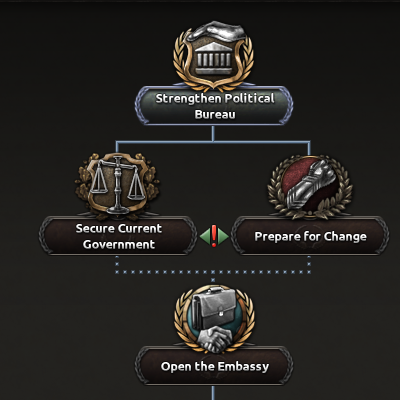 Strengthen Political
Bureau
Secure Current
Government
Prepare for Change
Open the Embassy